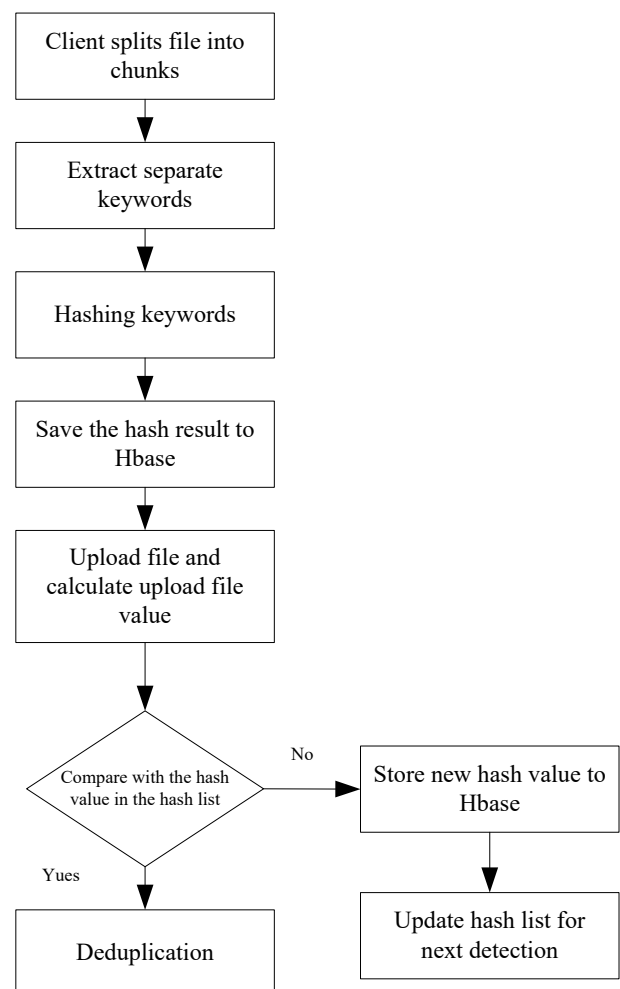 Client splits file into
chunks
Extract separate
keywords
Hashing keywords
Save the hash result to
Hbase
Upload file and
calculate upload file
value
Compare with the hash
value in the hash list
No
Store new hash value to
Hbase
Yues
Deduplication
Update hash list for
next detection